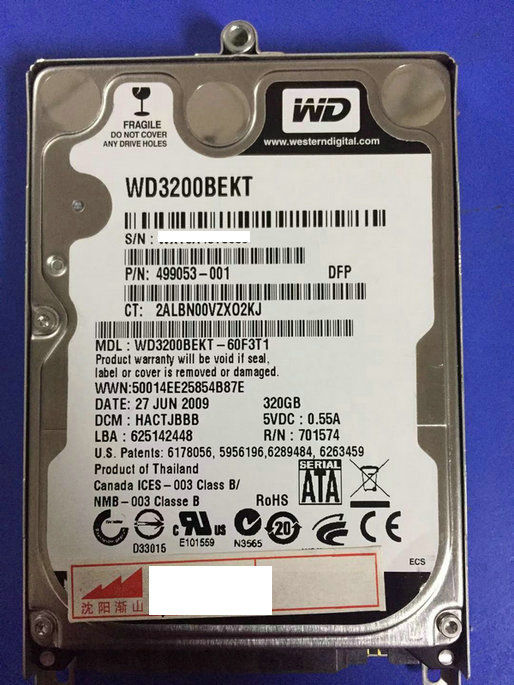 FRAGILE
DO NOT COVER
ANY DRIVE HOLES
WD
www.westerndigital.com
WD3200BEKT
S/N :
P/N: 499053-001 DFP
CT: 2ALBN00VZXO2KJ
MDL : WD3200BEKT-60F3T1
Product warranty will be void if seal,
label or cover is removed or damaged.
WWN:50014EE25854B87E
DATE: 27 JUN 2009 320GB
DCM : HACTJBBB 5VDC : 0.55A
LBA : 625142448 R/N : 701574
U.S. Patents: 6178056, 5956196,6289484, 6263459
Product of Thailand
Canada ICES-003 Class B/
NMB-003 Classe B
RoHS
SERIAL
ATA
D33015
c US
E101559
N3565
20
CE
ECS
沈阳渐山